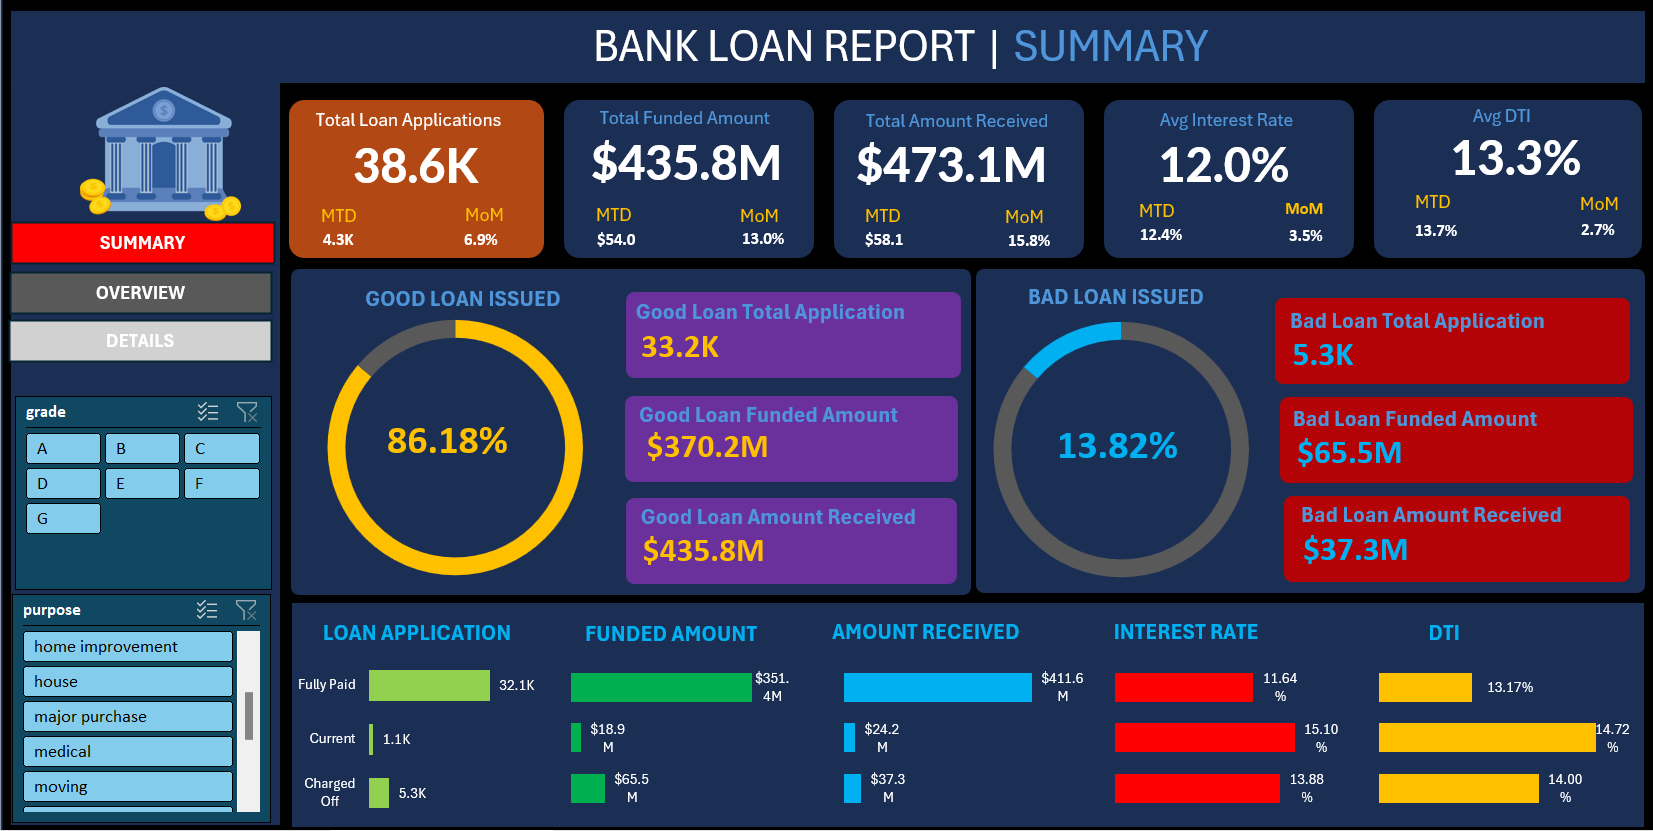 BANK LOAN REPORT | SUMMARY
SUMMARY
OVERVIEW
DETAILS
grade
A
B
C
D
E
F
G
purpose
home improvement
house
major purchase
medical
moving
Total Loan Applications
38.6K
MTD
MoM
4.3K
6.9%
Total Funded Amount
$435.8M
MTD
MoM
$54.0
13.0%
Total Amount Received
$473.1M
MTD
MoM
$58.1
15.8%
Avg Interest Rate
12.0%
MTD
MoM
12.4%
3.5%
Avg DTI
13.3%
MTD
MoM
13.7%
2.7%
GOOD LOAN ISSUED
86.18%
Good Loan Total Application
33.2K
Good Loan Funded Amount
$370.2M
Good Loan Amount Received
$435.8M
BAD LOAN ISSUED
13.82%
Bad Loan Total Application
5.3K
Bad Loan Funded Amount
$65.5M
Bad Loan Amount Received
$37.3M
LOAN APPLICATION
Fully Paid
32.1K
Current
1.1K
Charged
Off
5.3K
FUNDED AMOUNT
$351.
4M
$18.9
M
$65.5
M
AMOUNT RECEIVED
$411.6
M
$24.2
M
$37.3
M
INTEREST RATE
11.64
%
15.10
%
13.88
%
DTI
13.17%
14.72
%
14.00
%